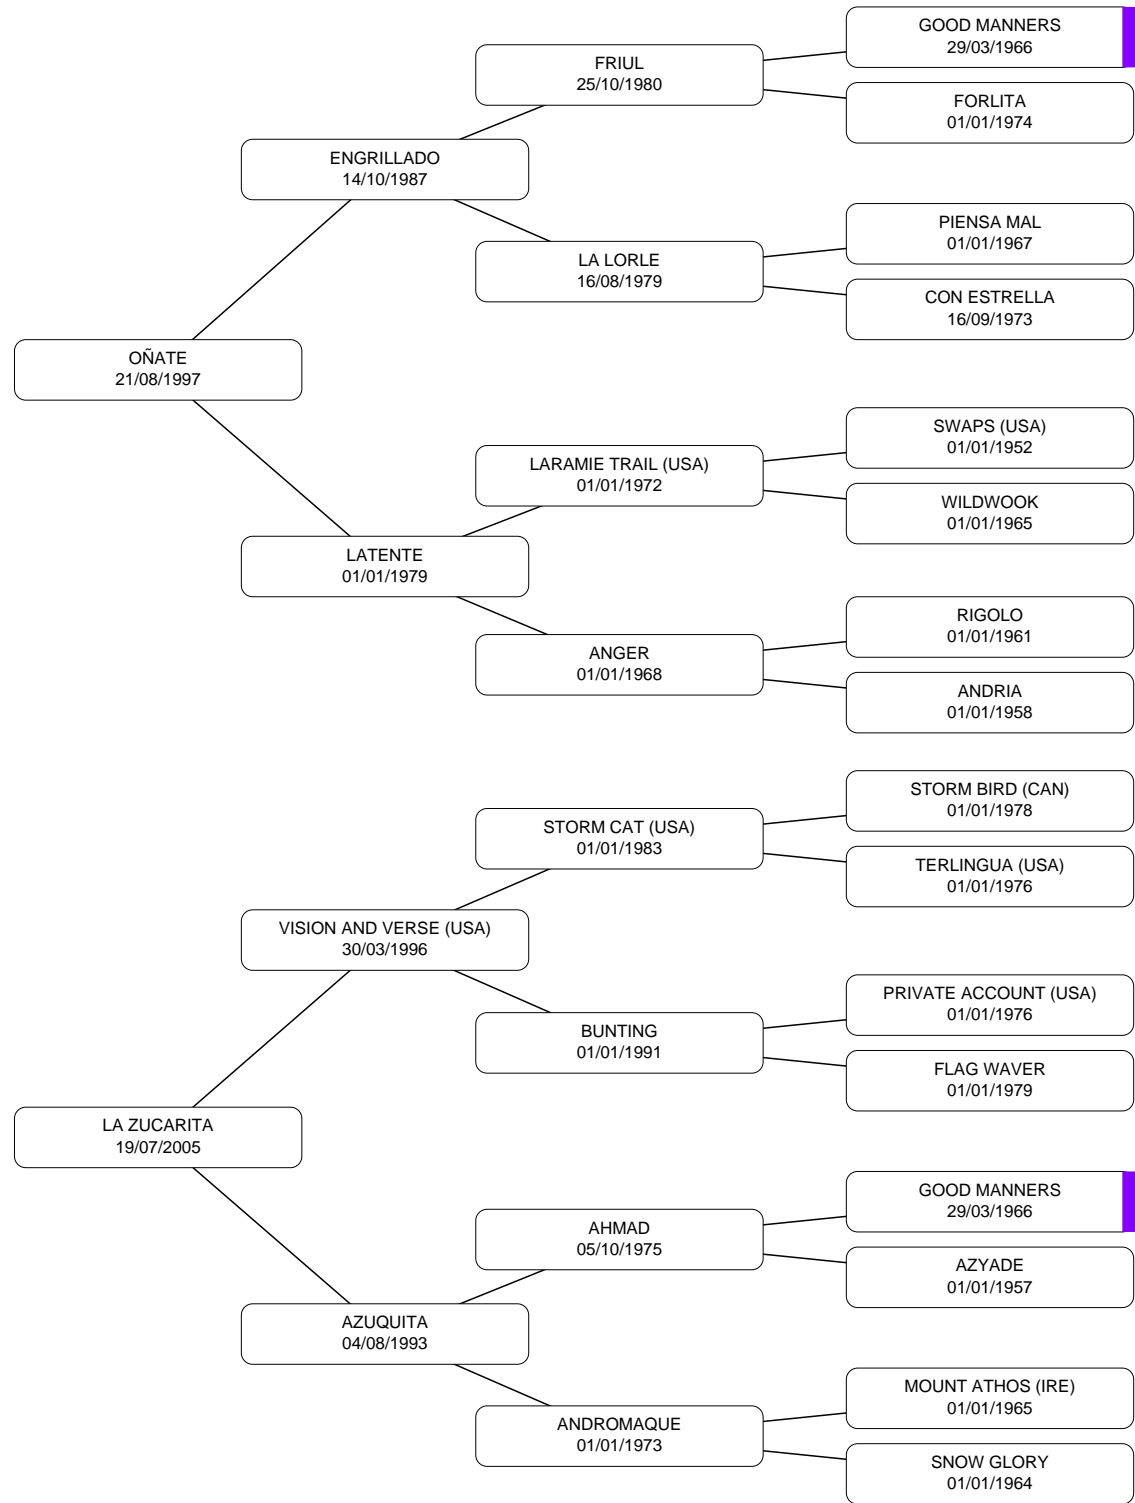 GOOD MANNERS
29/03/1966
FRIUL
25/10/1980
FORLITA
01/01/1974
ENGRILLADO
14/10/1987
PIENSA MAL
01/01/1967
LA LORLE
16/08/1979
CON ESTRELLA
16/09/1973
OÑATE
21/08/1997
SWAPS (USA)
01/01/1952
LARAMIE TRAIL (USA)
01/01/1972
WILDWOOK
01/01/1965
LATENTE
01/01/1979
RIGOLO
01/01/1961
ANGER
01/01/1968
ANDRIA
01/01/1958
STORM BIRD (CAN)
01/01/1978
STORM CAT (USA)
01/01/1983
TERLINGUA (USA)
01/01/1976
VISION AND VERSE (USA)
30/03/1996
PRIVATE ACCOUNT (USA)
01/01/1976
BUNTING
01/01/1991
FLAG WAVER
01/01/1979
LA ZUCARITA
19/07/2005
GOOD MANNERS
29/03/1966
AHMAD
05/10/1975
AZYADE
01/01/1957
AZUQUITA
04/08/1993
MOUNT ATHOS (IRE)
01/01/1965
ANDROMAQUE
01/01/1973
SNOW GLORY
01/01/1964